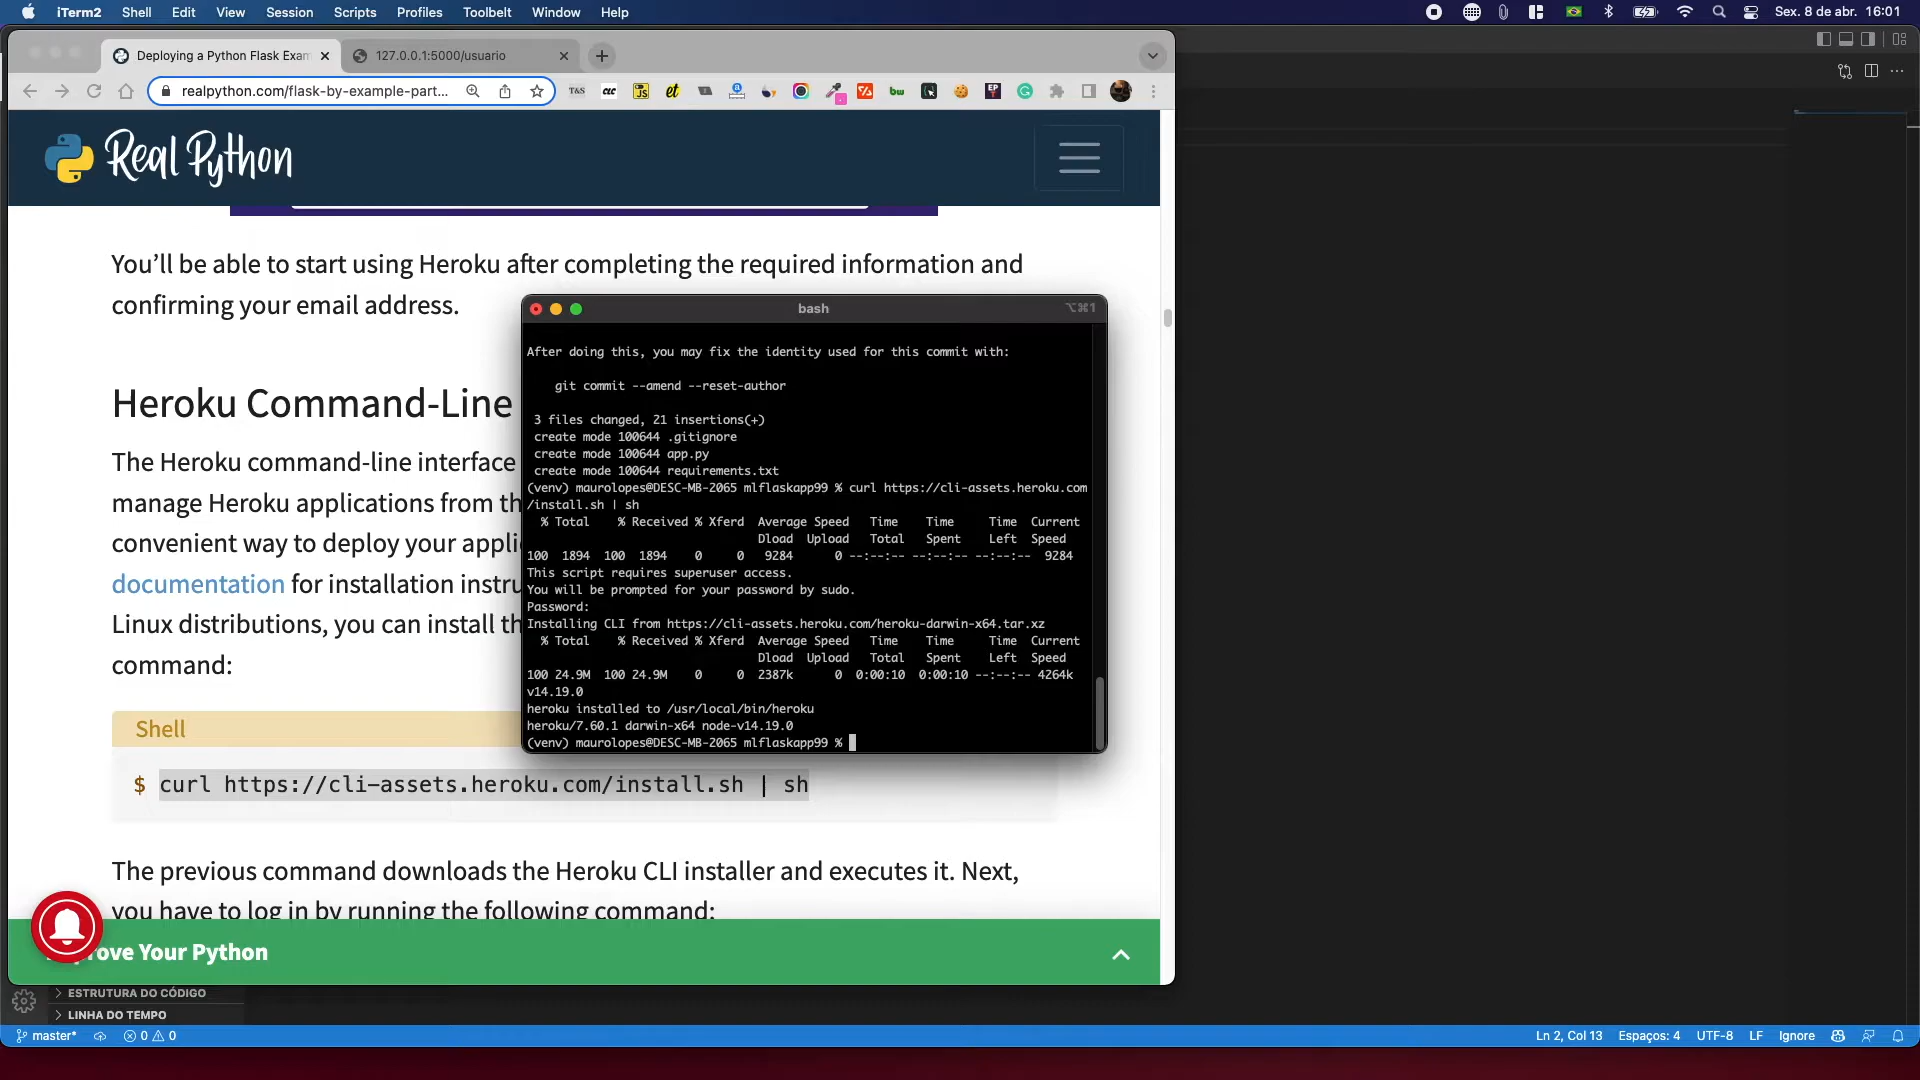 iTerm2 Shell Edit View Session Scripts Profiles Toolbelt Window Help
Sex. 8 de abr. 16:01
Deploying a Python Flask Exam
127.0.0.1:5000/usuario
realpython.com/flask-by-example-part...
T&S CLC JS et a bw EP
Real Python
You’ll be able to start using Heroku after completing the required information and
confirming your email address.
Heroku Command-Line
The Heroku command-line interface
manage Heroku applications from th
convenient way to deploy your appli
documentation for installation instru
Linux distributions, you can install th
command:
Shell
$ curl https://cli-assets.heroku.com/install.sh | sh
The previous command downloads the Heroku CLI installer and executes it. Next,
you have to log in by running the following command:
rove Your Python
bash
⌥⌘1
After doing this, you may fix the identity used for this commit with:
git commit --amend --reset-author
3 files changed, 21 insertions(+)
create mode 100644 .gitignore
create mode 100644 app.py
create mode 100644 requirements.txt
(venv) maurolopes@DESC-MB-2065 mlflaskapp99 % curl https://cli-assets.heroku.com
/install.sh | sh
% Total % Received % Xferd Average Speed Time Time Time Current
Dload Upload Total Spent Left Speed
100 1894 100 1894 0 0 9284 0 --:--:-- --:--:-- --:--:-- 9284
This script requires superuser access.
You will be prompted for your password by sudo.
Password:
Installing CLI from https://cli-assets.heroku.com/heroku-darwin-x64.tar.xz
% Total % Received % Xferd Average Speed Time Time Time Current
Dload Upload Total Spent Left Speed
100 24.9M 100 24.9M 0 0 2387k 0 0:00:10 0:00:10 --:--:-- 4264k
v14.19.0
heroku installed to /usr/local/bin/heroku
heroku/7.60.1 darwin-x64 node-v14.19.0
(venv) maurolopes@DESC-MB-2065 mlflaskapp99 %
ESTRUTURA DO CÓDIGO
LINHA DO TEMPO
master* 0 0
Ln 2, Col 13 Espaços: 4 UTF-8 LF Ignore